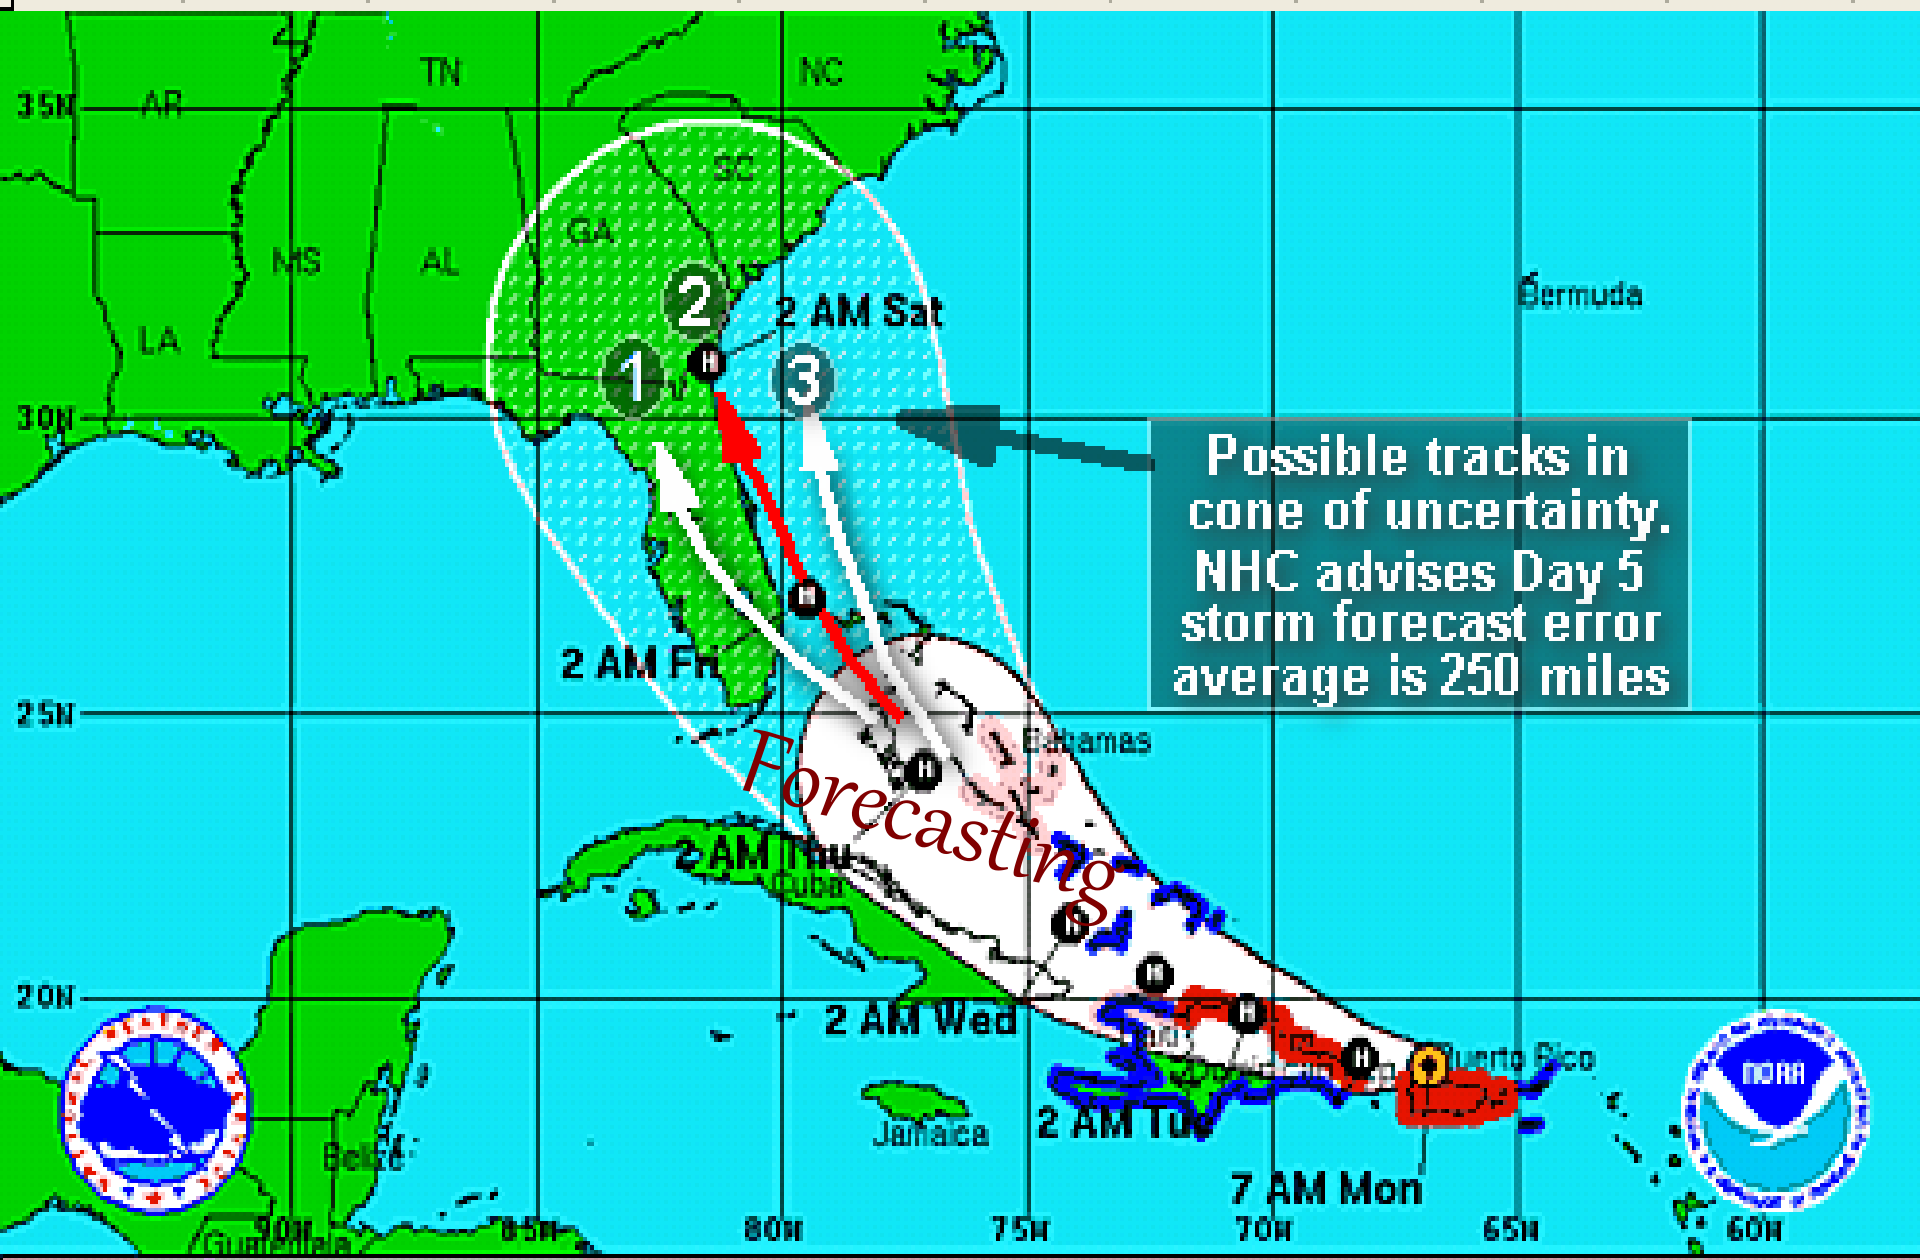 TN
NC
35N
AR
SC
GA
MS
AL
2
2 AM Sat
Bermuda
LA
1
H
3
30N
Possible tracks in
cone of uncertainty.
NHC advises Day 5
storm forecast error
average is 250 miles
H
2 AM Fri
25N
Bahamas
Forecasting
H
2 AM Thu
Cuba
H
H
20N
2 AM Wed
H
H
Puerto Rico
NOAA
Jamaica
2 AM Tue
Belize
7 AM Mon
90W
85W
80W
75W
70W
65W
60W
Guatemala